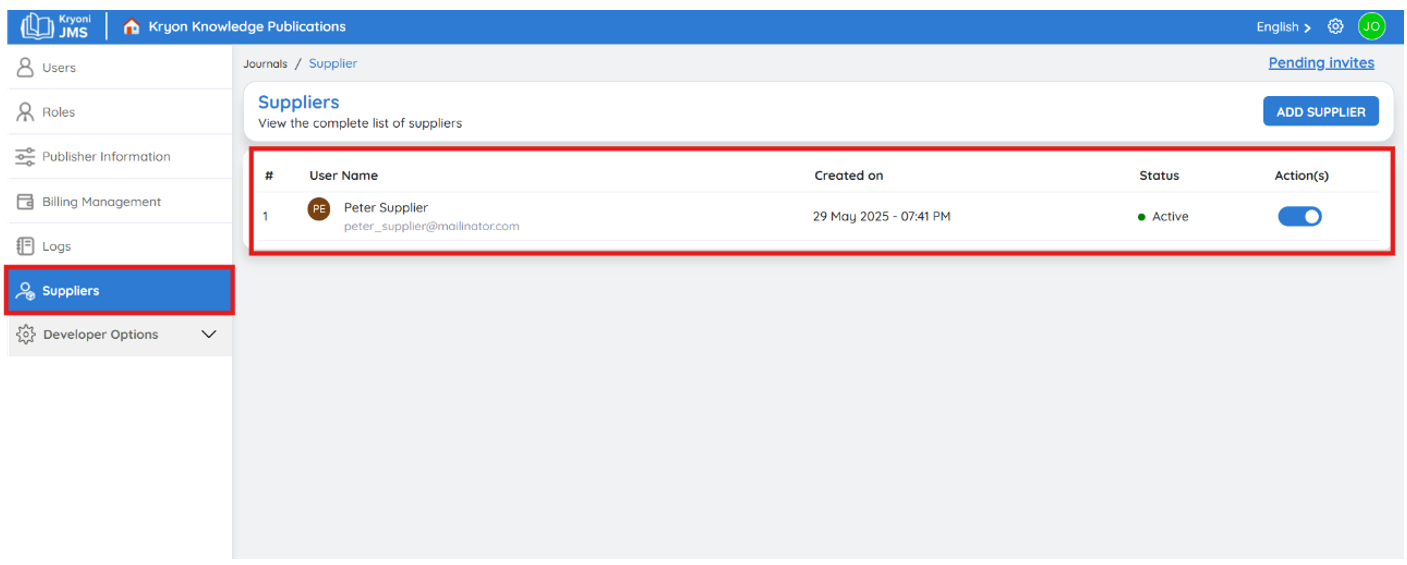 Kryoni
JMS
Kryon Knowledge Publications
English >
JO
Users
Roles
Publisher Information
Billing Management
Logs
Suppliers
Developer Options
Journals / Supplier
Pending invites
Suppliers
View the complete list of suppliers
ADD SUPPLIER
# User Name Created on Status Action(s)
1 PE Peter Supplier 29 May 2025 - 07:41 PM Active
peter_supplier@mailinator.com